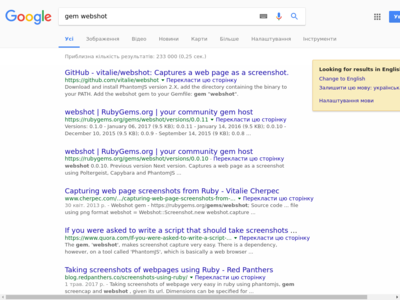 Google
gem webshot
Усі Зображення Відео Новини Карти Більше Налаштування Інструменти
Приблизна кількість результатів: 233 000 (0,25 сек.)
GitHub - vitalie/webshot: Captures a web page as a screenshot.
https://github.com/vitalie/webshot ▾ Перекласти цю сторінку
Download and install PhantomJS version 2.X. add the directory containing the binary to
your PATH. Add the webshot gem to your Gemfile: gem "webshot".
webshot | RubyGems.org | your community gem host
https://rubygems.org/gems/webshot/versions/0.0.11 ▾ Перекласти цю сторінку
Versions: 0.1.0 - January 06, 2017 (9.5 KB); 0.0.11 - January 14, 2016 (9.5 KB); 0.0.10 -
December 10, 2015 (9.5 KB); 0.0.9 - September 14, 2015 (9.8 KB).
webshot | RubyGems.org | your community gem host
https://rubygems.org/gems/webshot/versions/0.0.10 ▾ Перекласти цю сторінку
webshot 0.0.10. Previous version Next version. Captures a web page as a screenshot
using Poltergeist, Capybara and PhantomJS ...
Capturing web page screenshots from Ruby - Vitalie Cherpec
www.cherpec.com/.../capturing-web-page-screenshots-from-... ▾ Перекласти цю сторінку
30 квіт. 2013 р. - Webshot gem - https://rubygems.org/gems/webshot; Source code ... file
using png format webshot = Webshot::Screenshot.new webshot.capture ...
If you were asked to write a script that should take screenshots ...
https://www.quora.com/If-you-were-asked-to-write-a-script-... ▾ Перекласти цю сторінку
The gem, 'webshot', makes screenshot capture very easy. There is a dependency,
however, on a tool called 'PhantomJS', which is basically a web browser ...
Taking screenshots of webpages using Ruby - Red Panthers
blog.redpanthers.co/screenshots-using-ruby/ ▾ Перекласти цю сторінку
1 трав. 2017 р. - Taking screenshots of webpage very easy in ruby using phantomjs, gem
screencap and webshot , given its url. Dimensions can be specified for ...
Looking for results in English
Change to English
Залишити цю мову: українськ
Налаштування мови